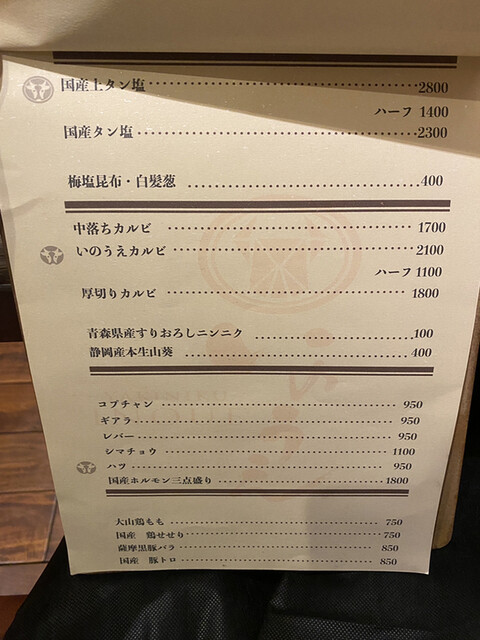 国産上タン塩 2800
ハーフ 1400
国産タン塩 2300
梅塩昆布・白髪葱 400
中落ちカルビ 1700
いのうえカルビ 2100
ハーフ 1100
厚切りカルビ 1800
青森県産すりおろしニンニク 100
静岡産本生山葵 400
コプチャン 950
ギアラ 950
レバー 950
シマチョウ 1100
ハツ 950
国産ホルモン三点盛り 1800
大山鶏もも 750
国産 鶏せせり 750
薩摩黒豚バラ 850
国産 豚トロ 850